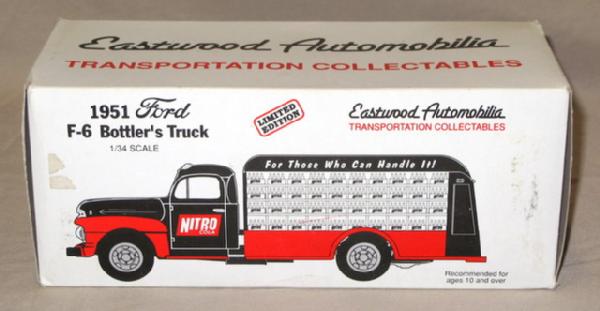 Eastwood Automobilia
TRANSPORTATION COLLECTABLES
1951 Ford
F-6 Bottler's Truck
1/34 SCALE
LIMITED
EDITION
Eastwood Automobilia
TRANSPORTATION COLLECTABLES
For Those Who Can Handle It!
NITRO
COLA
Recommended for
ages 10 and over